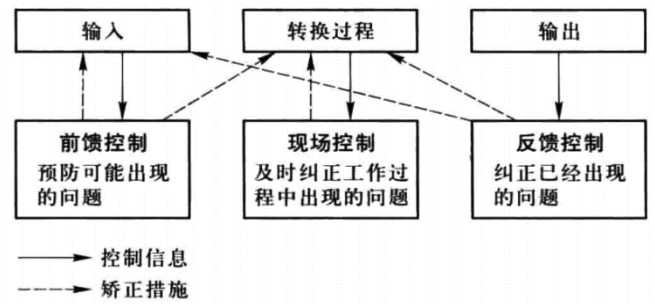 输入
转换过程
输出
前馈控制
预防可能出现
的问题
现场控制
及时纠正工作过
程中出现的问题
反馈控制
纠正已经出现
的问题
控制信息
矫正措施